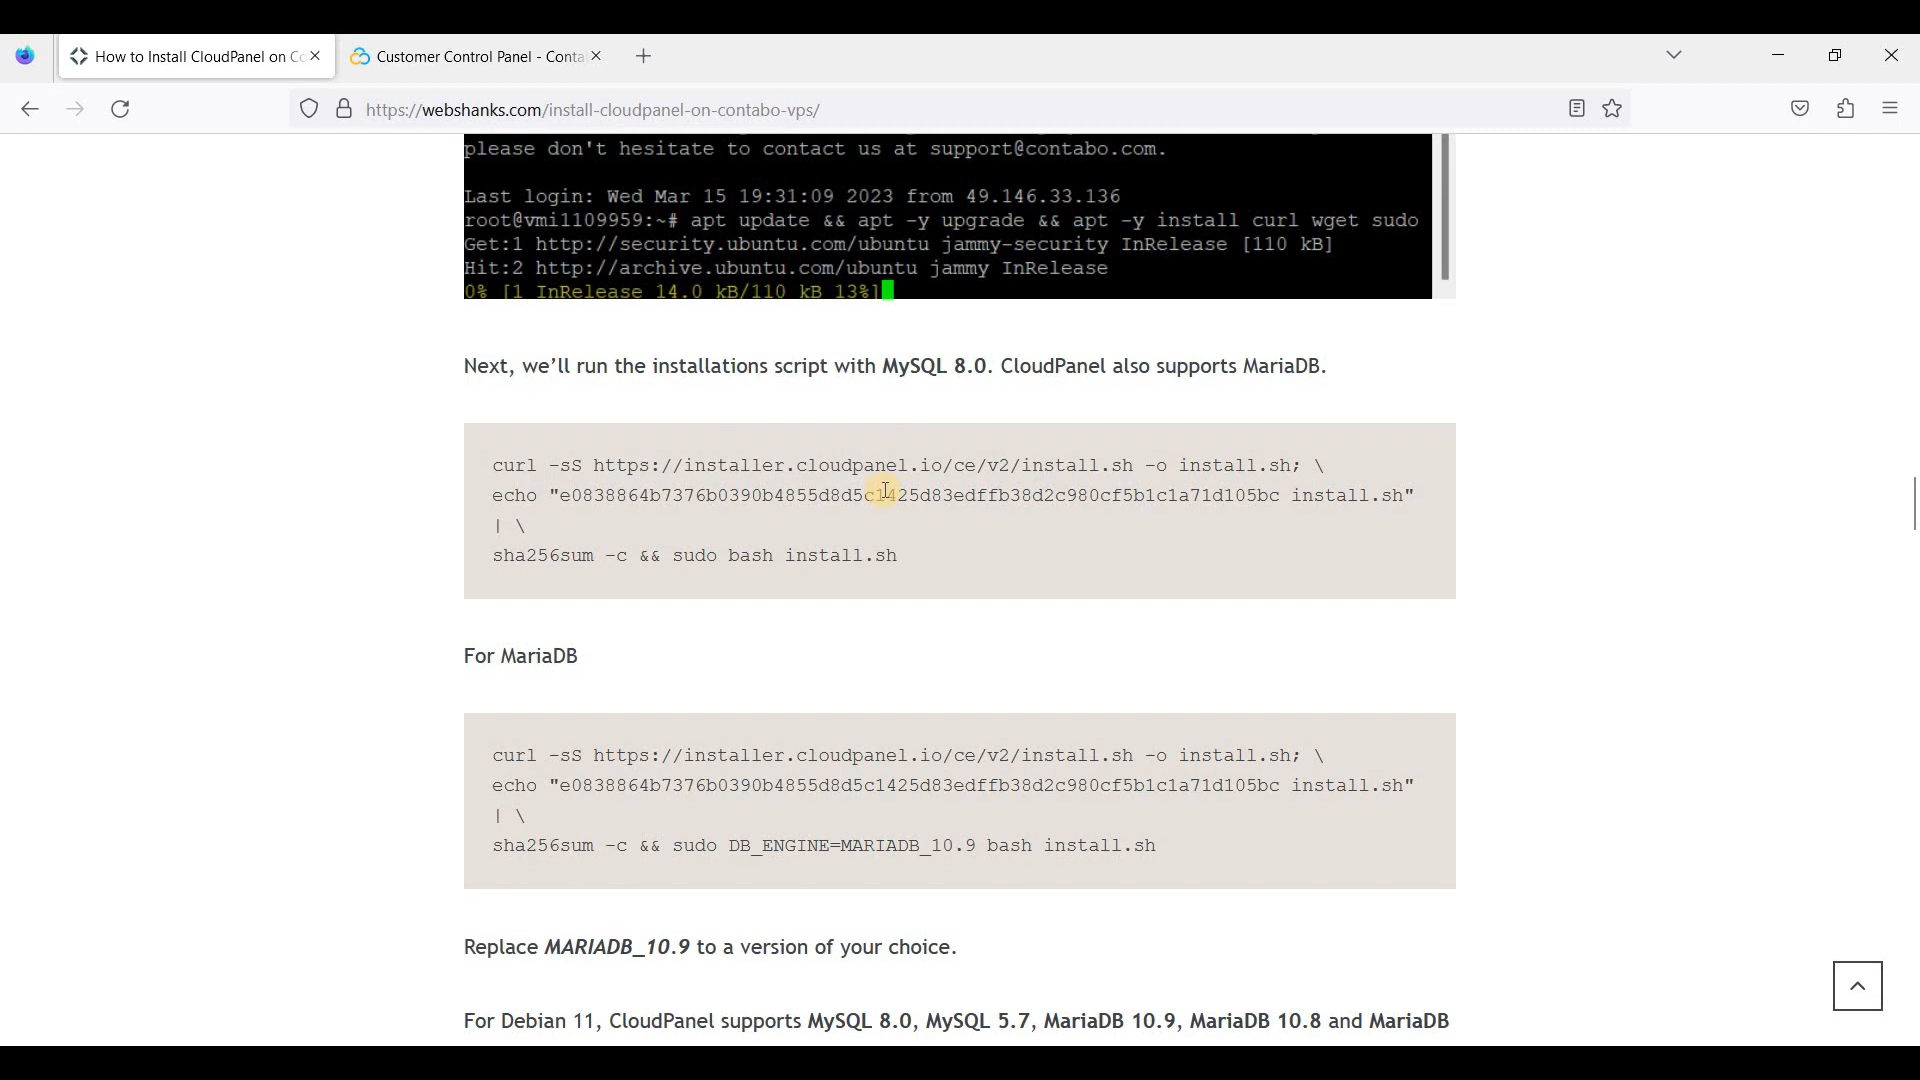 How to Install CloudPanel on Co
Customer Control Panel - Conta
https://webshanks.com/install-cloudpanel-on-contabo-vps/
please don't hesitate to contact us at support@contabo.com.
Last login: Wed Mar 15 19:31:09 2023 from 49.146.33.136
root@vmi1109959:~# apt update && apt -y upgrade && apt -y install curl wget sudo
Get:1 http://security.ubuntu.com/ubuntu jammy-security InRelease [110 kB]
Hit:2 http://archive.ubuntu.com/ubuntu jammy InRelease
0% [1 InRelease 14.0 kB/110 kB 13%]
Next, we’ll run the installations script with MySQL 8.0. CloudPanel also supports MariaDB.
curl -sS https://installer.cloudpanel.io/ce/v2/install.sh -o install.sh; \
echo "e0838864b7376b0390b4855d8d5c1425d83edffb38d2c980cf5b1c1a71d105bc install.sh"
| \
sha256sum -c && sudo bash install.sh
For MariaDB
curl -sS https://installer.cloudpanel.io/ce/v2/install.sh -o install.sh; \
echo "e0838864b7376b0390b4855d8d5c1425d83edffb38d2c980cf5b1c1a71d105bc install.sh"
| \
sha256sum -c && sudo DB_ENGINE=MARIADB_10.9 bash install.sh
Replace MARIADB_10.9 to a version of your choice.
For Debian 11, CloudPanel supports MySQL 8.0, MySQL 5.7, MariaDB 10.9, MariaDB 10.8 and MariaDB